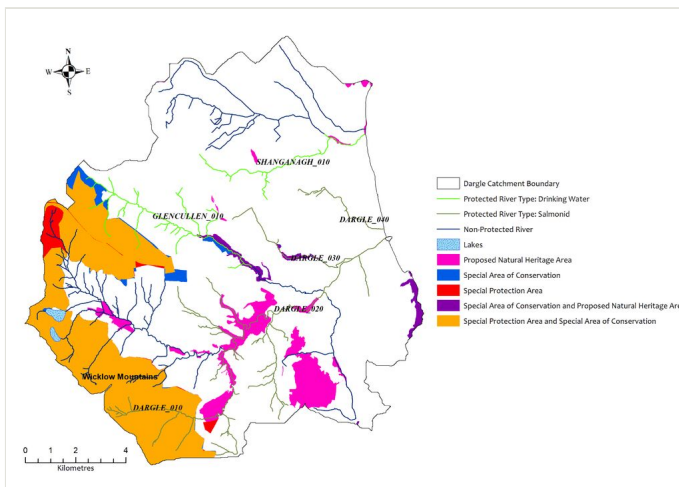 N
W E
S
SHANGANAGH_010
GLENCULLEN_010
DARGLE_040
DARGLE_030
DARGLE_020
Wicklow Mountains
DARGLE_010
0 1 2 4
Kilometres
Dargle Catchment Boundary
Protected River Type: Drinking Water
Protected River Type: Salmonid
Non-Protected River
Lakes
Proposed Natural Heritage Area
Special Area of Conservation
Special Protection Area
Special Area of Conservation and Proposed Natural Heritage Are
Special Protection Area and Special Area of Conservation